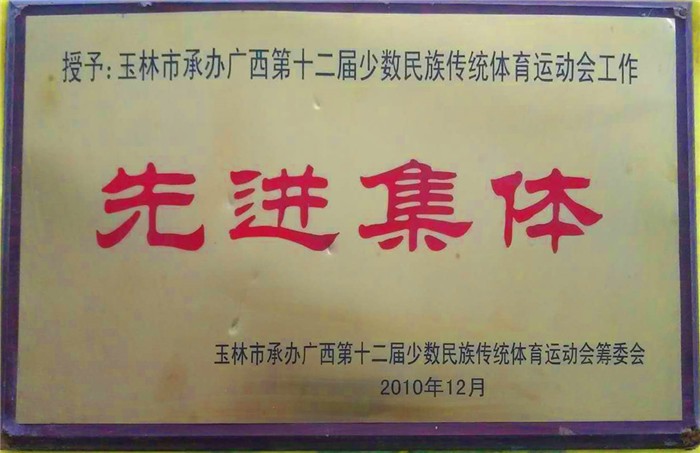 授予:玉林市承办广西第十二届少数民族传统体育运动会工作
先进集体
玉林市承办广西第十二届少数民族传统体育运动会筹委会
2010年12月